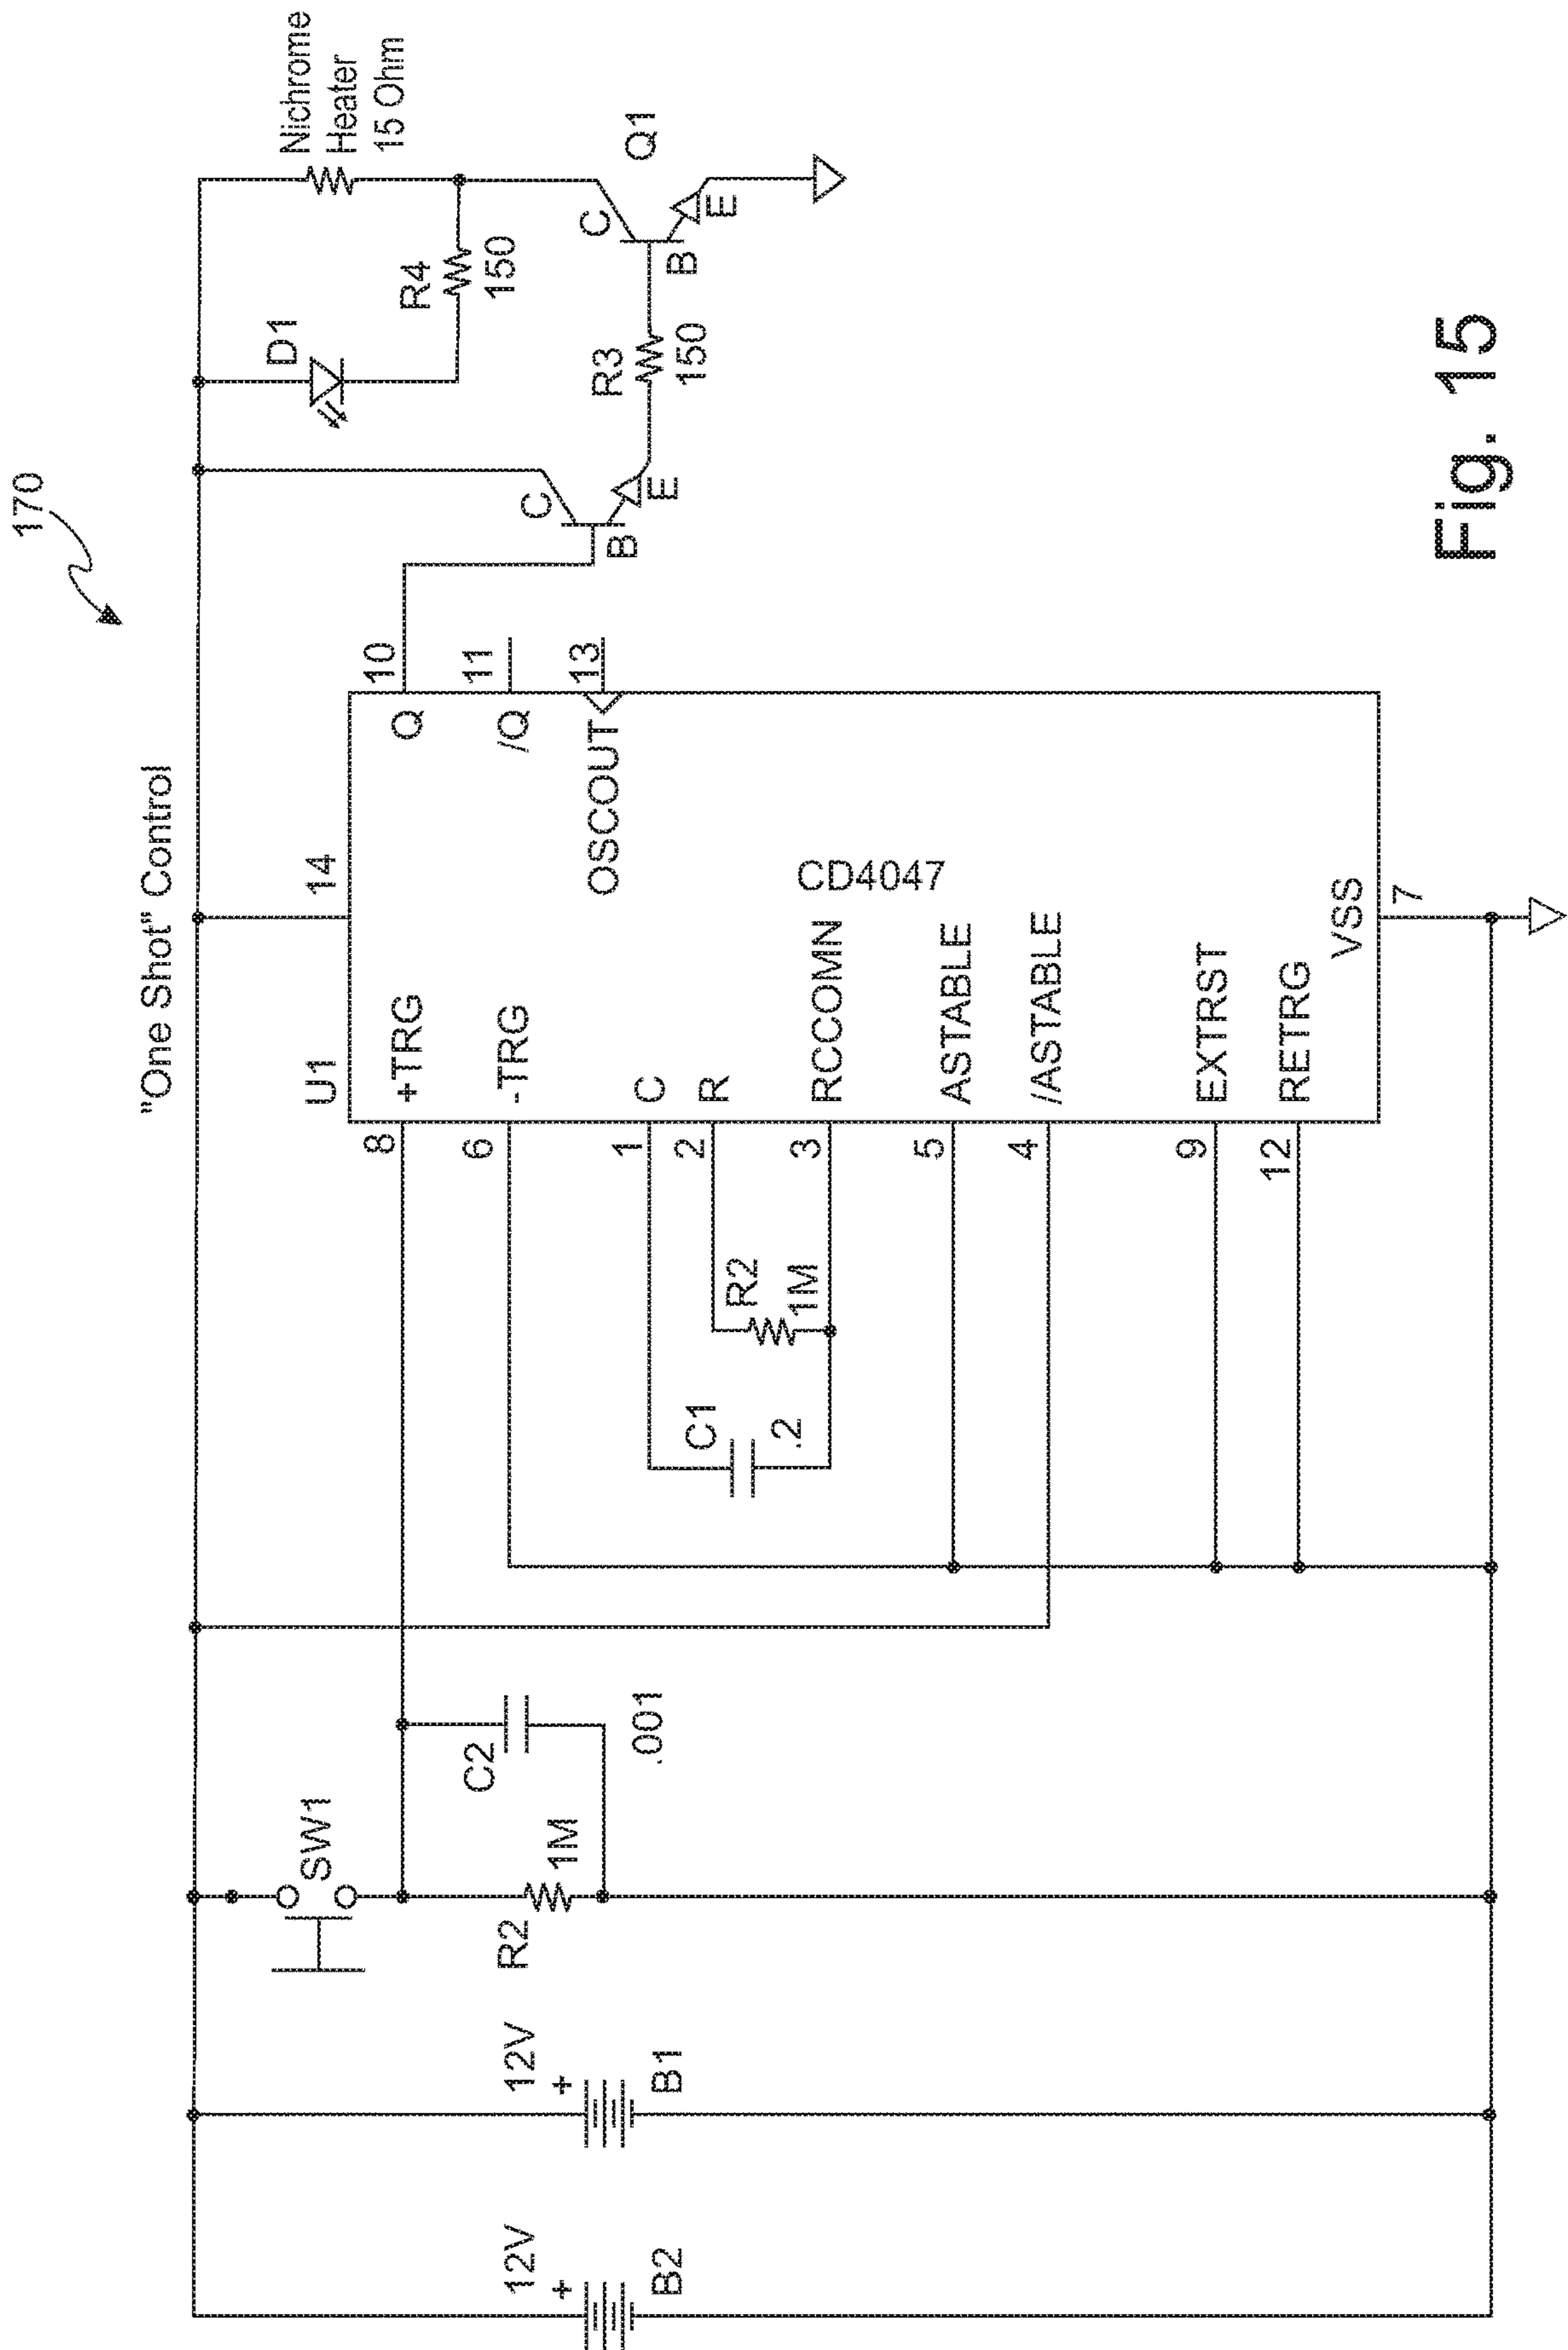 170
"One Shot" Control
Nichrome
Heater
15 Ohm
D1
R4
150
C
B
E
R3
150
C
B
E
Q1
U1
14
8
+TRG
Q
10
6
-TRG
/Q
11
OSCOUT
13
1
C
2
R
3
RCCOMN
CD4047
5
ASTABLE
4
/ASTABLE
9
EXTRST
12
RETRG
VSS
7
SW1
C2
.001
R2
1M
C1
.2
R2
1M
12V
+
B1
12V
+
B2
Fig. 15